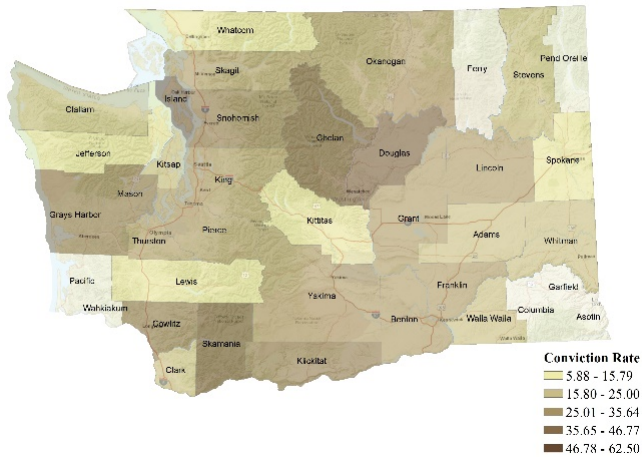 Whatcom
Skagit
Okanogan
Ferry
Pend Oreille
Stevens
Island
Clallam
Snohomish
Chelan
Douglas
Jefferson
Kitsap
Lincoln
Spokane
Mason
King
Grays Harbor
Kittitas
Grant
Thurston
Pierce
Adams
Whitman
Pacific
Lewis
Yakima
Franklin
Garfield
Wahkiakum
Columbia
Asotin
Cowlitz
Benton
Walla Walla
Skamania
Klickitat
Clark
Conviction Rate
5.88 - 15.79
15.80 - 25.00
25.01 - 35.64
35.65 - 46.77
46.78 - 62.50